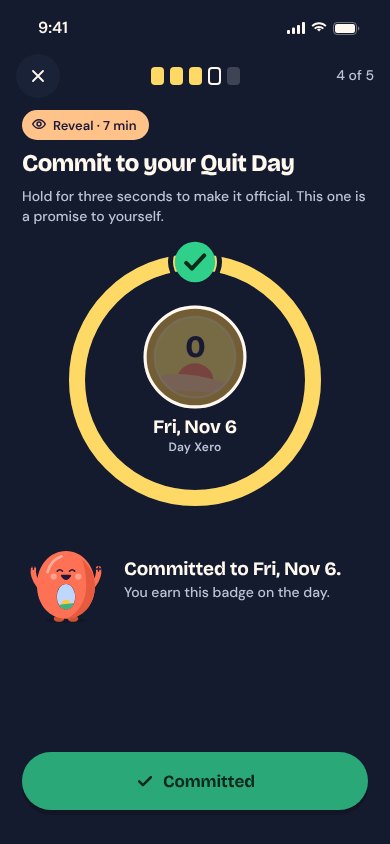 9:41
4 of 5
Reveal · 7 min
Commit to your Quit Day
Hold for three seconds to make it official. This one is
a promise to yourself.
0
Fri, Nov 6
Day Xero
Committed to Fri, Nov 6.
You earn this badge on the day.
Committed